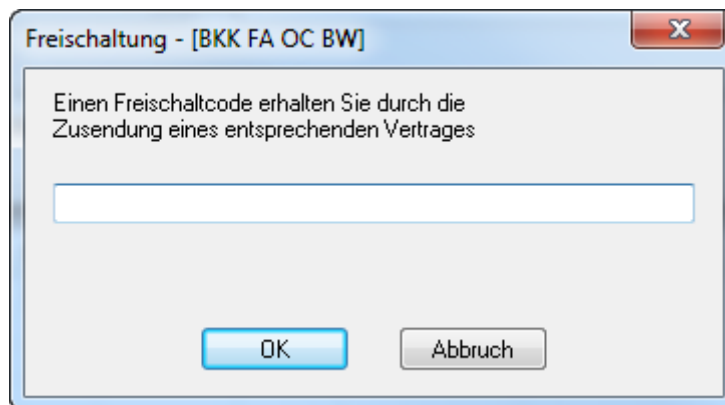 Freischaltung - [BKK FA OC BW]
Einen Freischaltcode erhalten Sie durch die
Zusendung eines entsprechenden Vertrages
OK
Abbruch